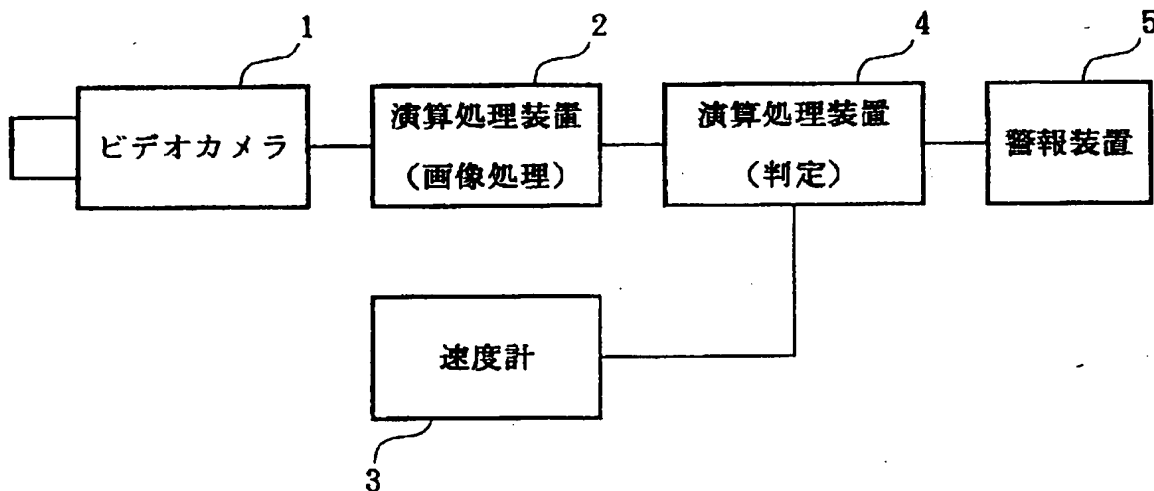 1
2
4
5
ビデオカメラ
演算処理装置
(画像処理)
演算処理装置
(判定)
警報装置
速度計
3